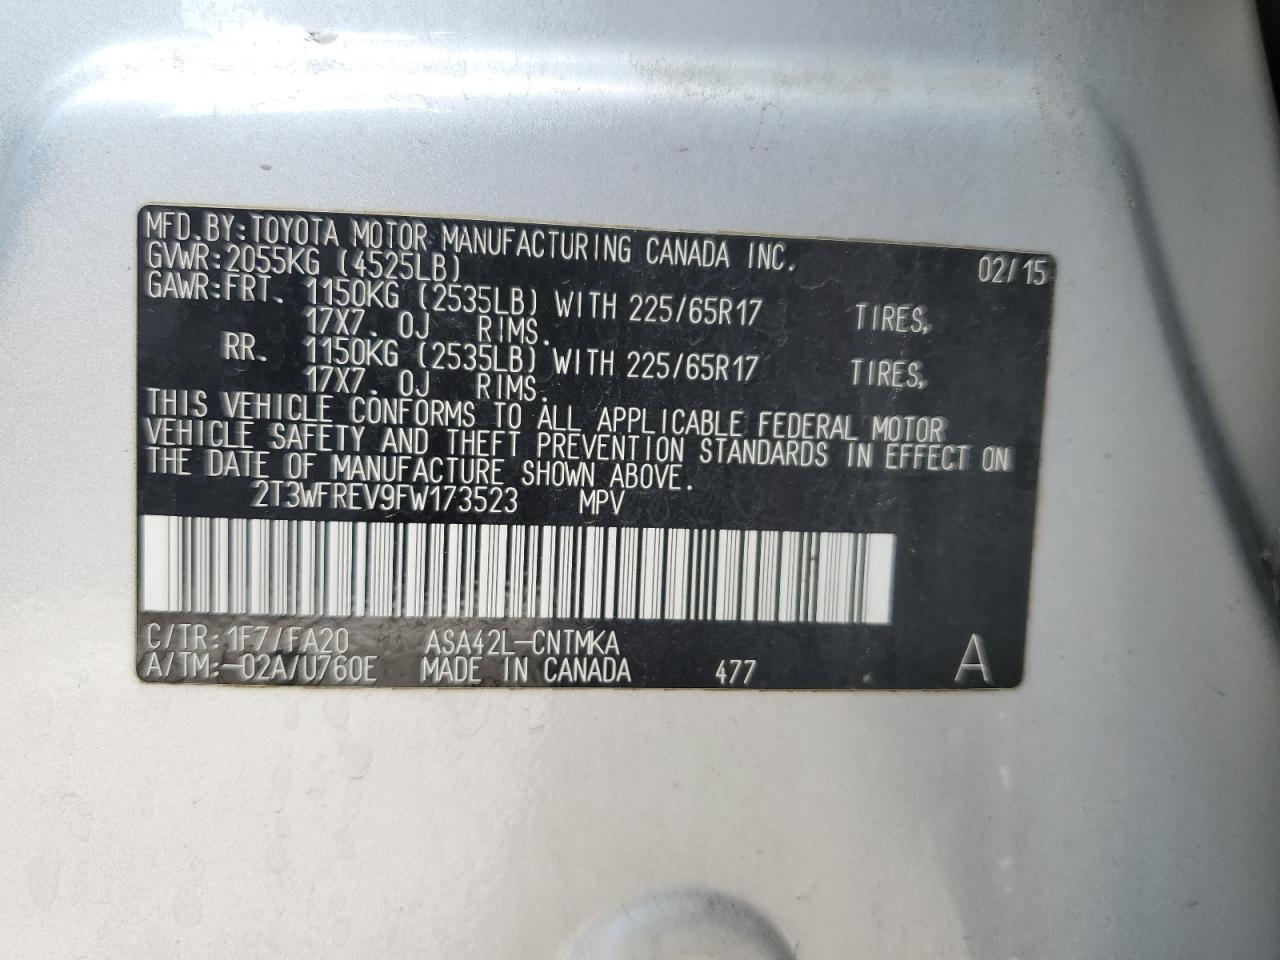 MFD. BY: TOYOTA MOTOR MANUFACTURING CANADA INC.
GVWR: 2055KG (4525LB) 02/15
GAWR: FRT. 1150KG (2535LB) WITH 225/65R17 TIRES,
17X7. 0J RIMS.
RR. 1150KG (2535LB) WITH 225/65R17 TIRES,
17X7. 0J RIMS.
THIS VEHICLE CONFORMS TO ALL APPLICABLE FEDERAL MOTOR
VEHICLE SAFETY AND THEFT PREVENTION STANDARDS IN EFFECT ON
THE DATE OF MANUFACTURE SHOWN ABOVE.
2T3WFREV9FW173523 MPV
C/TR: 1F7/FA20 ASA42L-CNTMKA
A/TM: -02A/U760E MADE IN CANADA 477 A